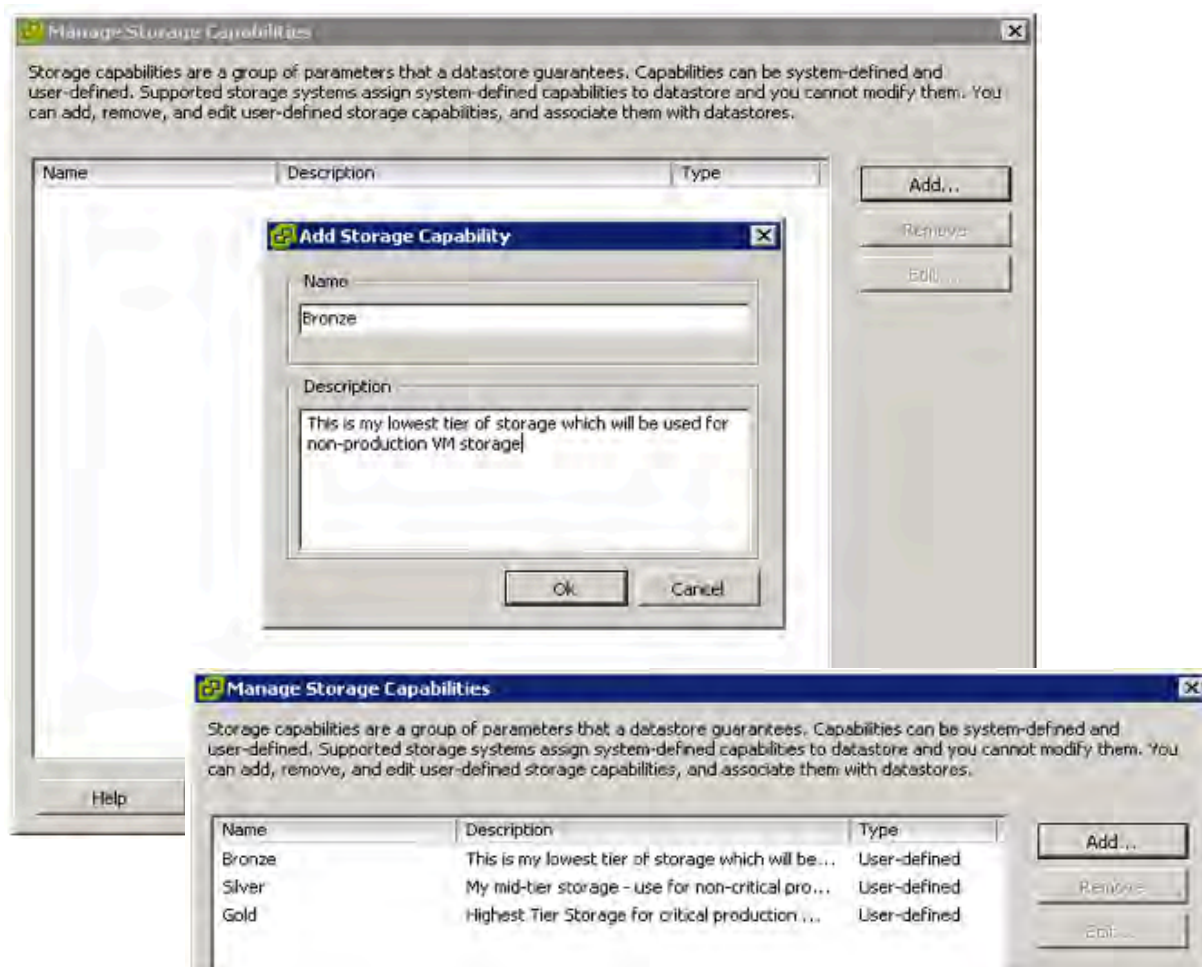 Manage Storage Capabilities
Storage capabilities are a group of parameters that a datastore guarantees. Capabilities can be system-defined and
user-defined. Supported storage systems assign system-defined capabilities to datastore and you cannot modify them. You
can add, remove, and edit user-defined storage capabilities, and associate them with datastores.
Name Description Type
Add...
Remove
Edit...
Add Storage Capability
Name
Bronze
Description
This is my lowest tier of storage which will be used for
non-production VM storage
Ok Cancel
Help
Manage Storage Capabilities
Storage capabilities are a group of parameters that a datastore guarantees. Capabilities can be system-defined and
user-defined. Supported storage systems assign system-defined capabilities to datastore and you cannot modify them. You
can add, remove, and edit user-defined storage capabilities, and associate them with datastores.
Name Description Type
Bronze This is my lowest tier of storage which will be... User-defined
Silver My mid-tier storage - use for non-critical pro... User-defined
Gold Highest Tier Storage for critical production ... User-defined
Add...
Remove
Edit...